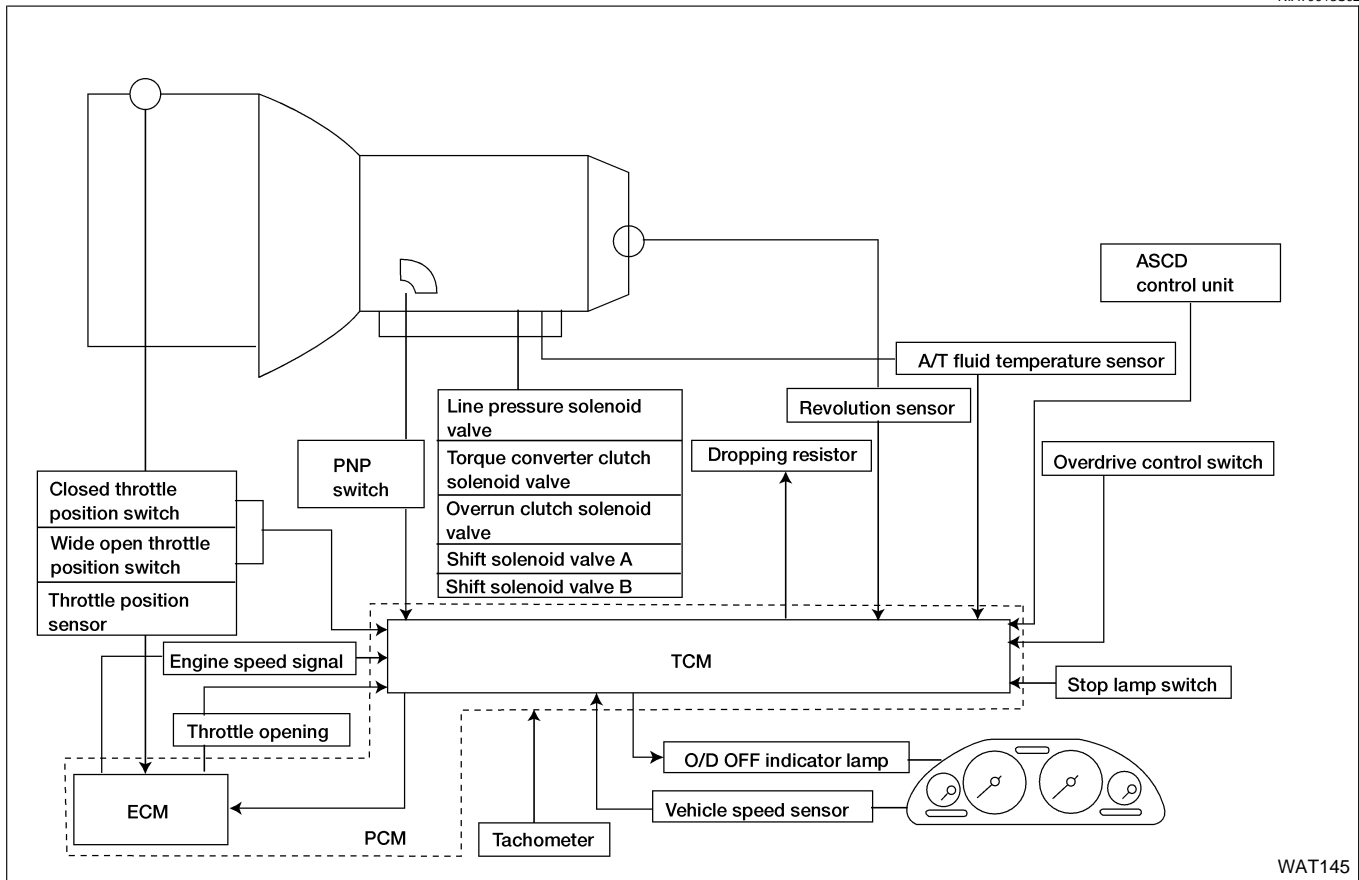 ASCD
control unit
A/T fluid temperature sensor
Revolution sensor
Line pressure solenoid
valve
Torque converter clutch
solenoid valve
Overrun clutch solenoid
valve
Shift solenoid valve A
Shift solenoid valve B
Dropping resistor
Overdrive control switch
PNP
switch
Closed throttle
position switch
Wide open throttle
position switch
Throttle position
sensor
Engine speed signal
TCM
Stop lamp switch
Throttle opening
O/D OFF indicator lamp
Vehicle speed sensor
ECM
PCM
Tachometer
WAT145